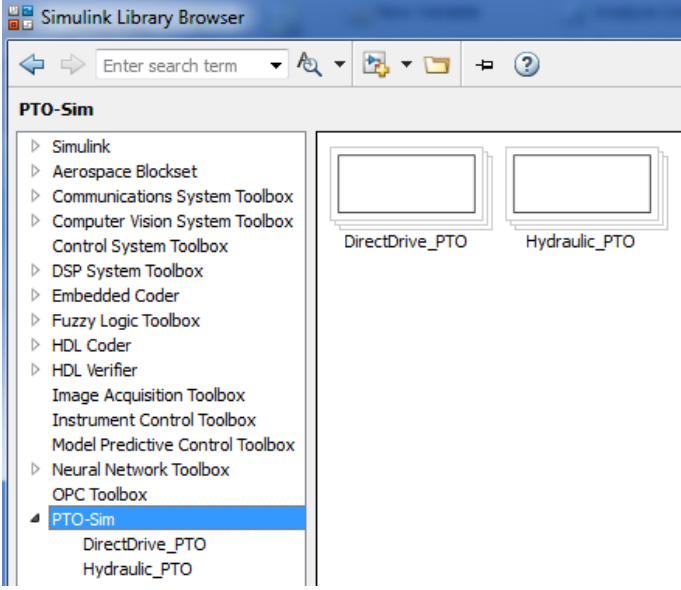 Simulink Library Browser
Enter search term
PTO-Sim
Simulink
Aerospace Blockset
Communications System Toolbox
Computer Vision System Toolbox
Control System Toolbox
DSP System Toolbox
Embedded Coder
Fuzzy Logic Toolbox
HDL Coder
HDL Verifier
Image Acquisition Toolbox
Instrument Control Toolbox
Model Predictive Control Toolbox
Neural Network Toolbox
OPC Toolbox
PTO-Sim
DirectDrive_PTO
Hydraulic_PTO
DirectDrive_PTO
Hydraulic_PTO